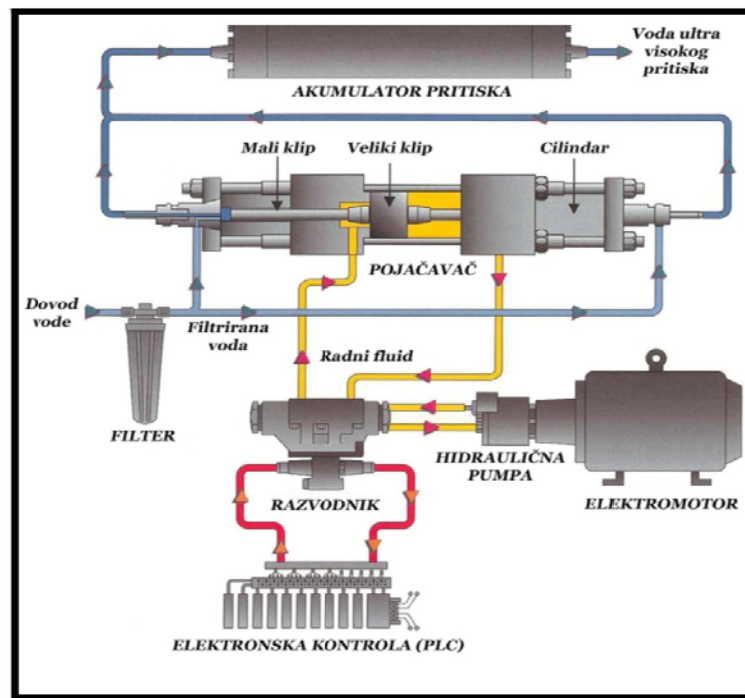 Voda ultra
visokog
pritiska
AKUMULATOR PRITISKA
Mali klip
Veliki klip
Cilindar
POJAČAVAČ
Dovod
vode
Filtrirana
voda
Radni fluid
FILTER
HIDRAULIČNA
PUMPA
ELEKTROMOTOR
RAZVODNIK
ELEKTRONSKA KONTROLA (PLC)